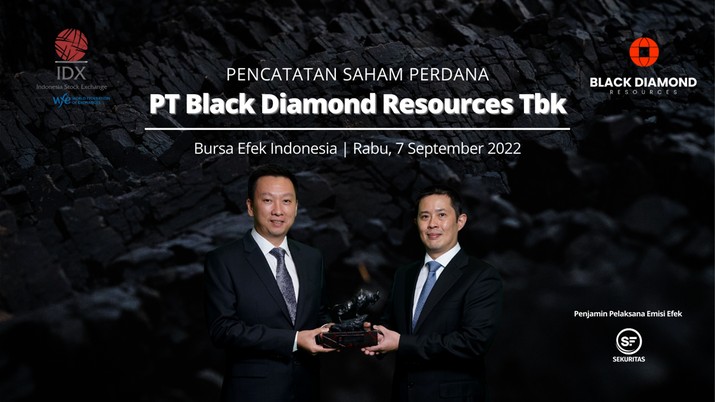 IDX
Indonesia Stock Exchange
PENCATATAN SAHAM PERDANA
PT Black Diamond Resources Tbk
Bursa Efek Indonesia | Rabu, 7 September 2022
BLACK DIAMOND
RESOURCES
Penjamin Pelaksana Emisi Efek
SF
SEKURITAS